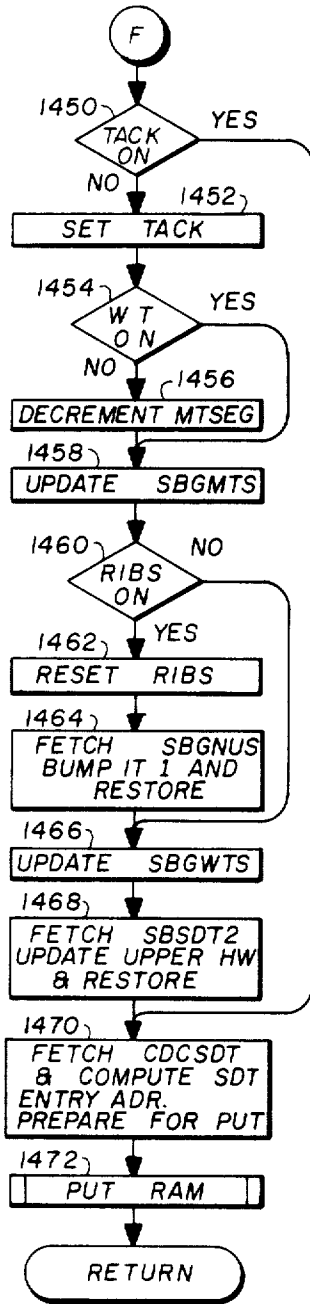 F
1450
TACK
ON
YES
NO
1452
SET TACK
1454
WT
ON
YES
NO
1456
DECREMENT MTSEG
1458
UPDATE SBGMTS
1460
RIBS
ON
NO
YES
1462
RESET RIBS
1464
FETCH SBGNUS
BUMP IT 1 AND
RESTORE
1466
UPDATE SBGWTS
1468
FETCH SBSDT2
UPDATE UPPER HW
& RESTORE
1470
FETCH CDCSDT
& COMPUTE SDT
ENTRY ADR.
PREPARE FOR PUT
1472
PUT RAM
RETURN